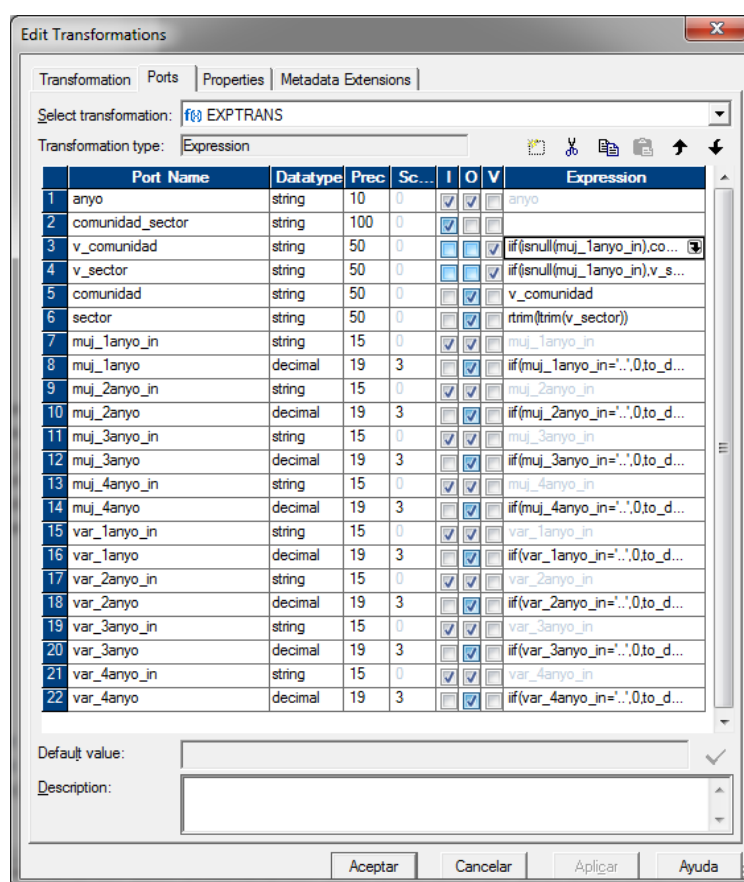 Edit Transformations
Transformation Ports Properties Metadata Extensions
Select transformation: f(x) EXPTRANS
Transformation type: Expression
Port Name Datatype Prec Sc... I O V Expression
1 anyo string 10 0 anyo
2 comunidad_sector string 100 0
3 v_comunidad string 50 0 iif(isnull(muj_1anyo_in),co...
4 v_sector string 50 0 iif(isnull(muj_1anyo_in),v_s...
5 comunidad string 50 0 v_comunidad
6 sector string 50 0 rtrim(ltrim(v_sector))
7 muj_1anyo_in string 15 0 muj_1anyo_in
8 muj_1anyo decimal 19 3 iif(muj_1anyo_in='..',0,to_d...
9 muj_2anyo_in string 15 0 muj_2anyo_in
10 muj_2anyo decimal 19 3 iif(muj_2anyo_in='..',0,to_d...
11 muj_3anyo_in string 15 0 muj_3anyo_in
12 muj_3anyo decimal 19 3 iif(muj_3anyo_in='..',0,to_d...
13 muj_4anyo_in string 15 0 muj_4anyo_in
14 muj_4anyo decimal 19 3 iif(muj_4anyo_in='..',0,to_d...
15 var_1anyo_in string 15 0 var_1anyo_in
16 var_1anyo decimal 19 3 iif(var_1anyo_in='..',0,to_d...
17 var_2anyo_in string 15 0 var_2anyo_in
18 var_2anyo decimal 19 3 iif(var_2anyo_in='..',0,to_d...
19 var_3anyo_in string 15 0 var_3anyo_in
20 var_3anyo decimal 19 3 iif(var_3anyo_in='..',0,to_d...
21 var_4anyo_in string 15 0 var_4anyo_in
22 var_4anyo decimal 19 3 iif(var_4anyo_in='..',0,to_d...
Default value:
Description:
Aceptar Cancelar Aplicar Ayuda